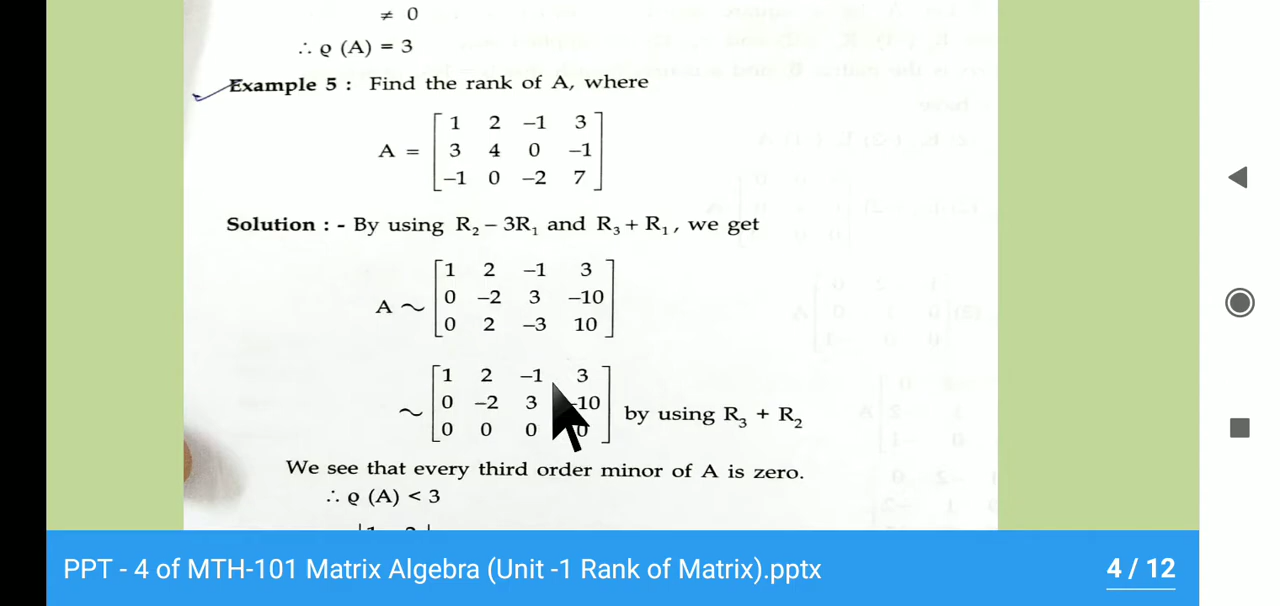 ≠ 0
∴ ϱ (A) = 3
Example 5 : Find the rank of A, where
A = [ 1 2 –1 3
3 4 0 –1
–1 0 –2 7 ]
Solution : - By using R₂ – 3R₁ and R₃ + R₁, we get
A ~ [ 1 2 –1 3
0 –2 3 –10
0 2 –3 10 ]
~ [ 1 2 –1 3
0 –2 3 –10
0 0 0 0 ] by using R₃ + R₂
We see that every third order minor of A is zero.
∴ ϱ (A) < 3
PPT - 4 of MTH-101 Matrix Algebra (Unit -1 Rank of Matrix).pptx
4 / 12